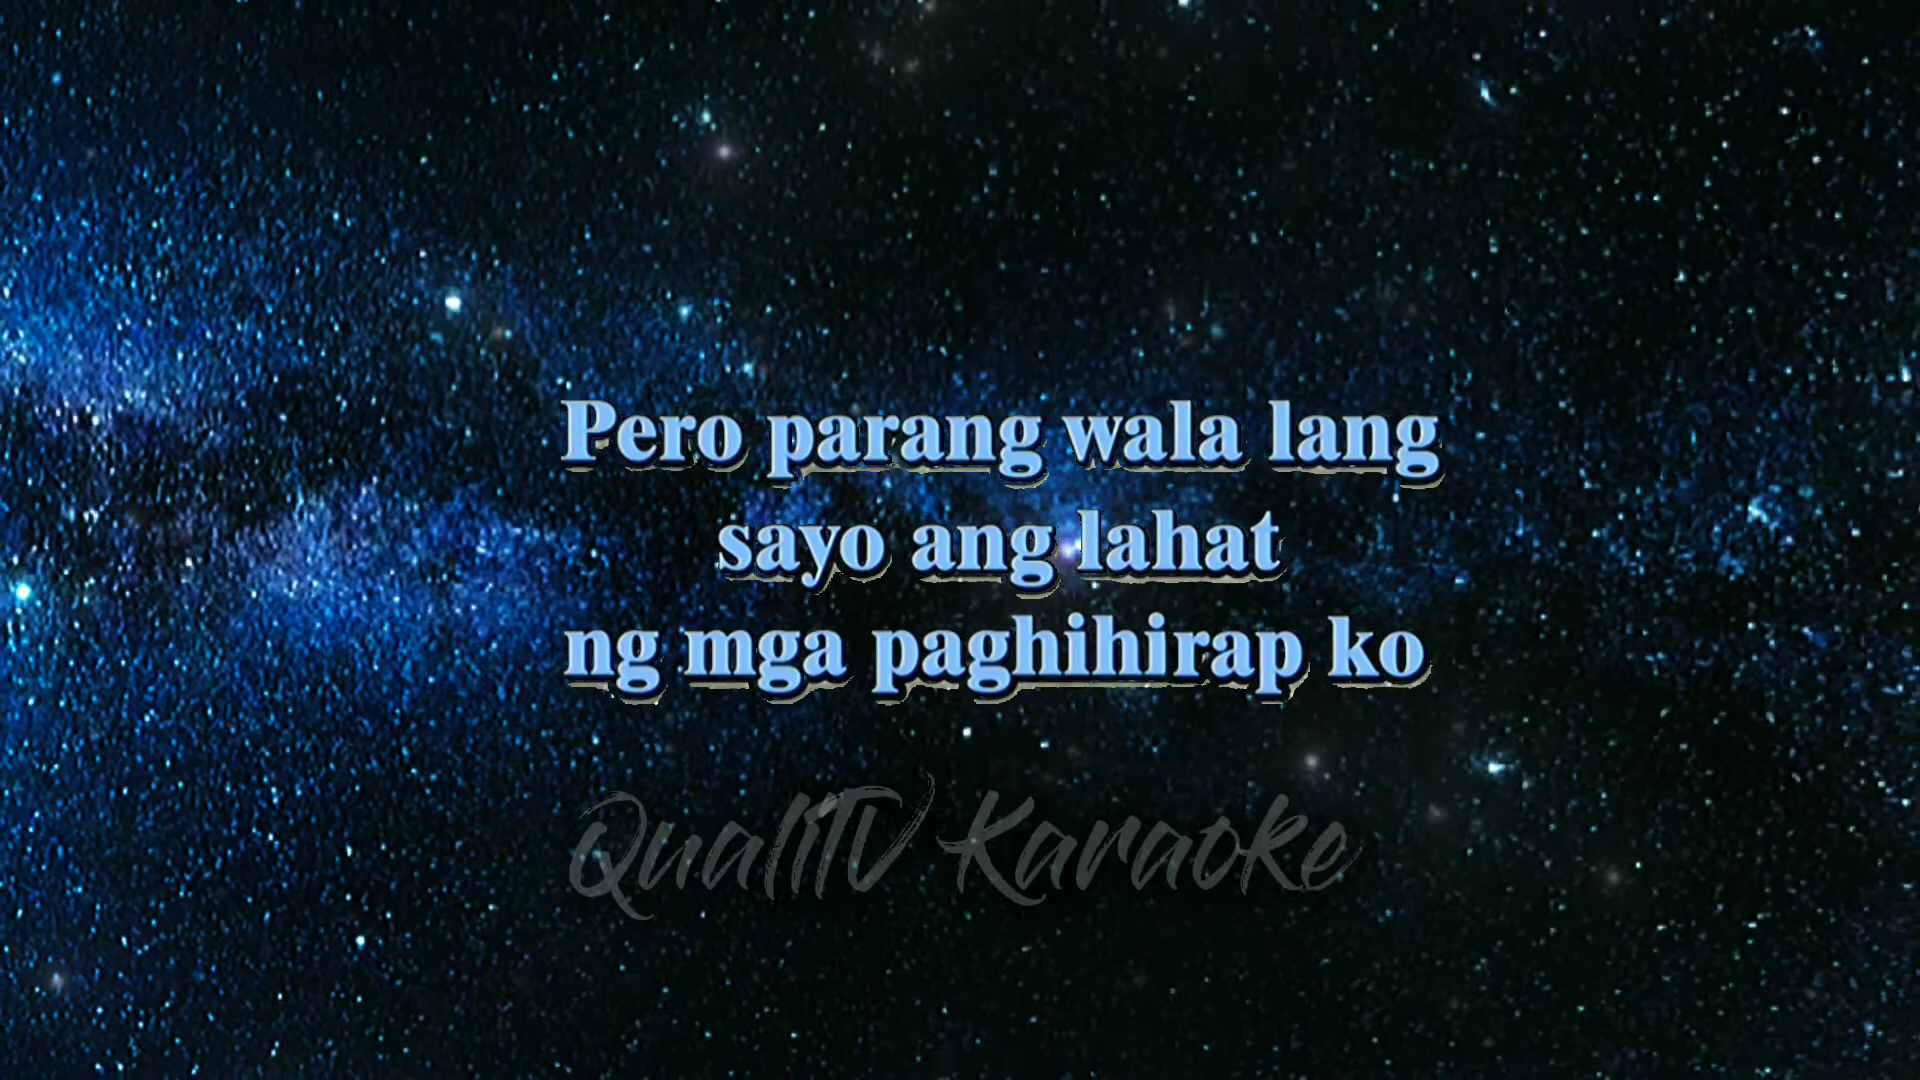 Pero parang wala lang
sayo ang lahat
ng mga paghihirap ko
QualiTV Karaoke